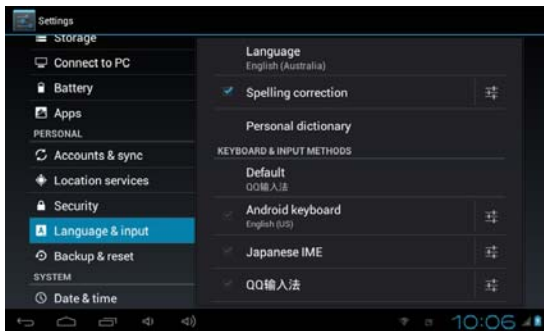 Settings
Storage
Connect to PC
Battery
Apps
PERSONAL
Accounts & sync
Location services
Security
Language & input
Backup & reset
SYSTEM
Date & time
Language
English (Australia)
Spelling correction
Personal dictionary
KEYBOARD & INPUT METHODS
Default
QQ输入法
Android keyboard
English (US)
Japanese IME
QQ输入法
10:06